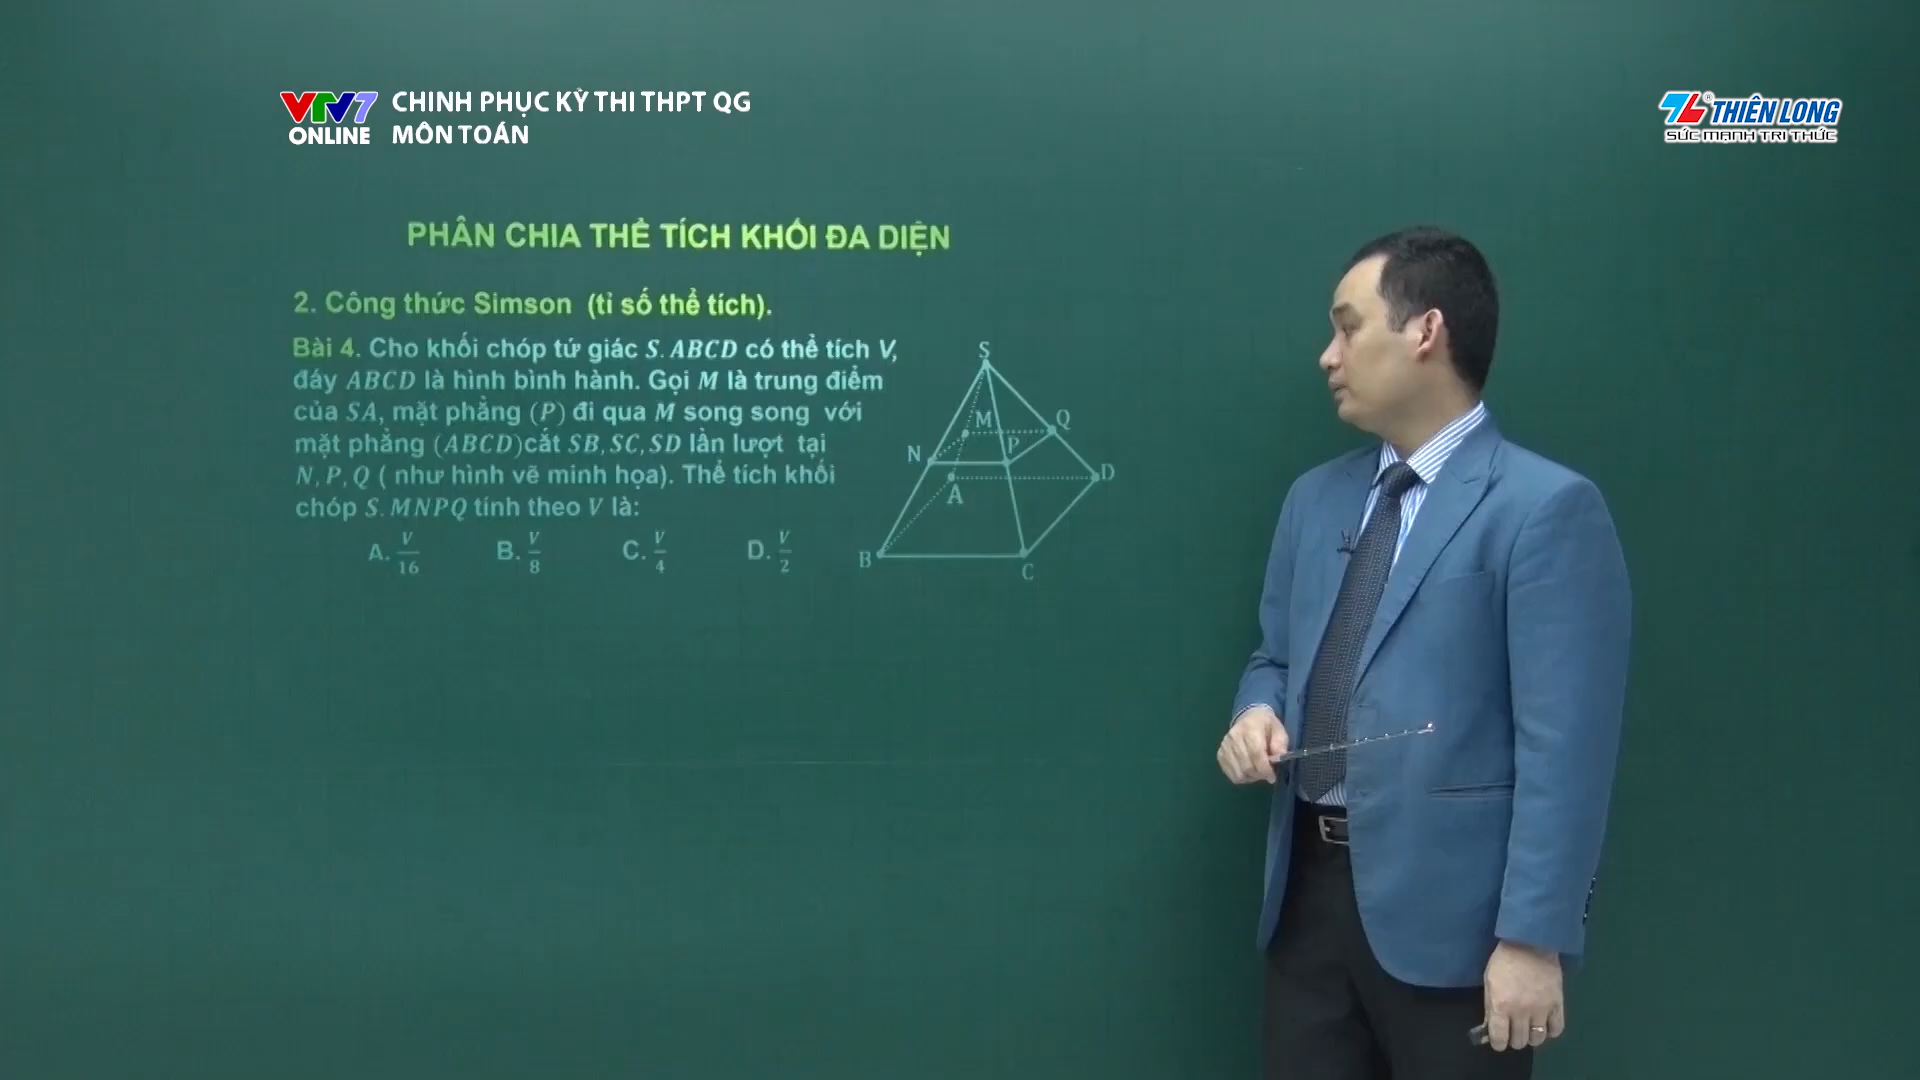 VTV7 ONLINE
CHINH PHỤC KỲ THI THPT QG
MÔN TOÁN
THIÊN LONG
SỨC MẠNH TRI THỨC
PHÂN CHIA THỂ TÍCH KHỐI ĐA DIỆN
2. Công thức Simson (tỉ số thể tích).
Bài 4. Cho khối chóp tứ giác S.ABCD có thể tích V,
đáy ABCD là hình bình hành. Gọi M là trung điểm
của SA, mặt phẳng (P) đi qua M song song với
mặt phẳng (ABCD)cắt SB, SC, SD lần lượt tại
N, P, Q ( như hình vẽ minh họa). Thể tích khối
chóp S.MNPQ tính theo V là:
A. V/16 B. V/8 C. V/4 D. V/2
S
M
Q
N
P
A
D
B
C